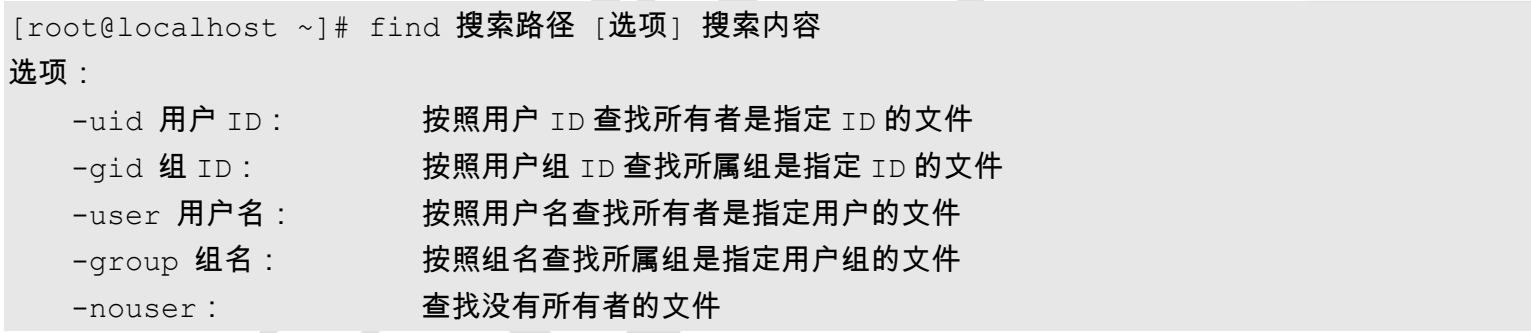 [root@localhost ~]# find 搜索路径 [选项] 搜索内容
选项：
-uid 用户 ID： 按照用户 ID 查找所有者是指定 ID 的文件
-gid 组 ID： 按照用户组 ID 查找所属组是指定 ID 的文件
-user 用户名： 按照用户名查找所有者是指定用户的文件
-group 组名： 按照组名查找所属组是指定用户组的文件
-nouser： 查找没有所有者的文件